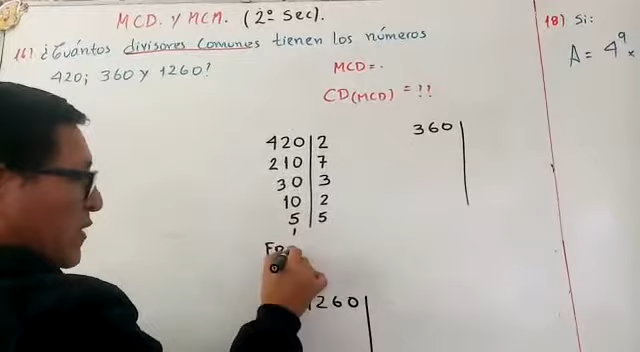 MCD. Y MCM. (2º Sec).
16) ¿Cuántos divisores comunes tienen los números
420; 360 y 1260?
MCD = .
CD(MCD) = ??
420 | 2
210 | 7
30 | 3
10 | 2
5 | 5
1
360
1260
18) Si:
A = 4⁹ x